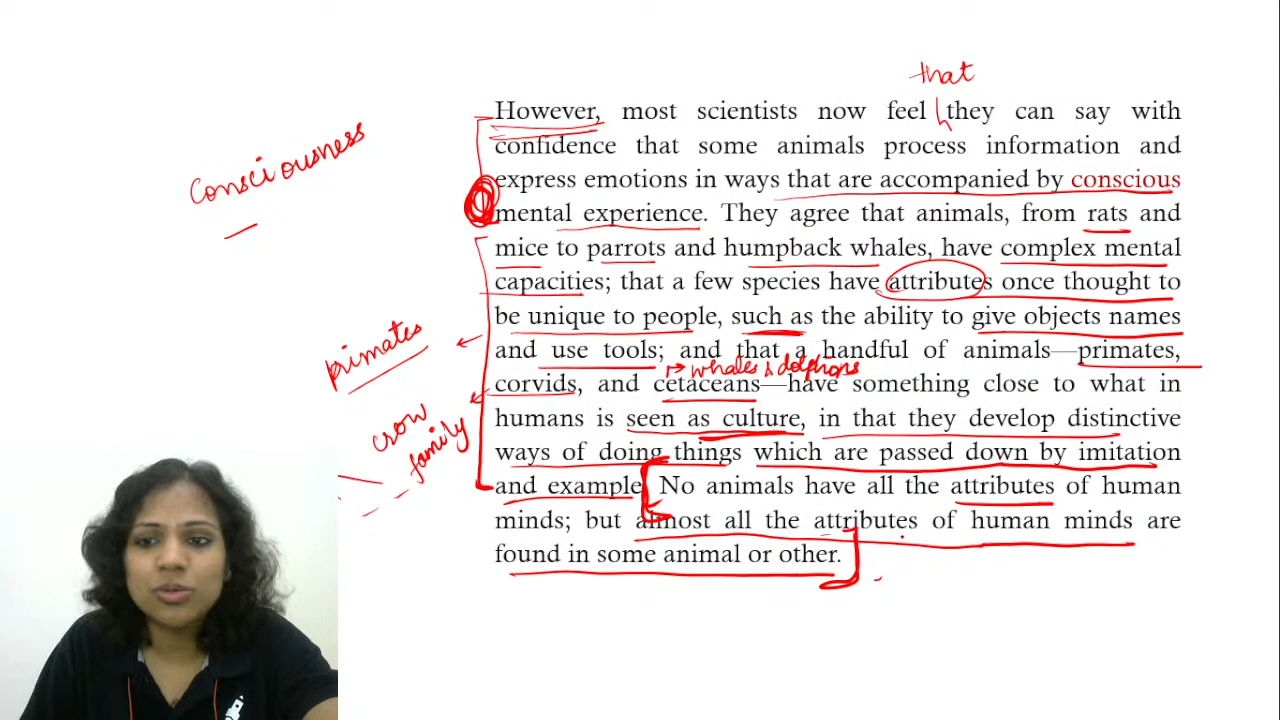 that
However, most scientists now feel they can say with
confidence that some animals process information and
express emotions in ways that are accompanied by conscious
mental experience. They agree that animals, from rats and
mice to parrots and humpback whales, have complex mental
capacities; that a few species have attributes once thought to
be unique to people, such as the ability to give objects names
and use tools; and that a handful of animals—primates,
whales & dolphins
corvids, and cetaceans—have something close to what in
humans is seen as culture, in that they develop distinctive
ways of doing things which are passed down by imitation
and example. No animals have all the attributes of human
minds; but almost all the attributes of human minds are
found in some animal or other.
Consciousness
primates
crow
family